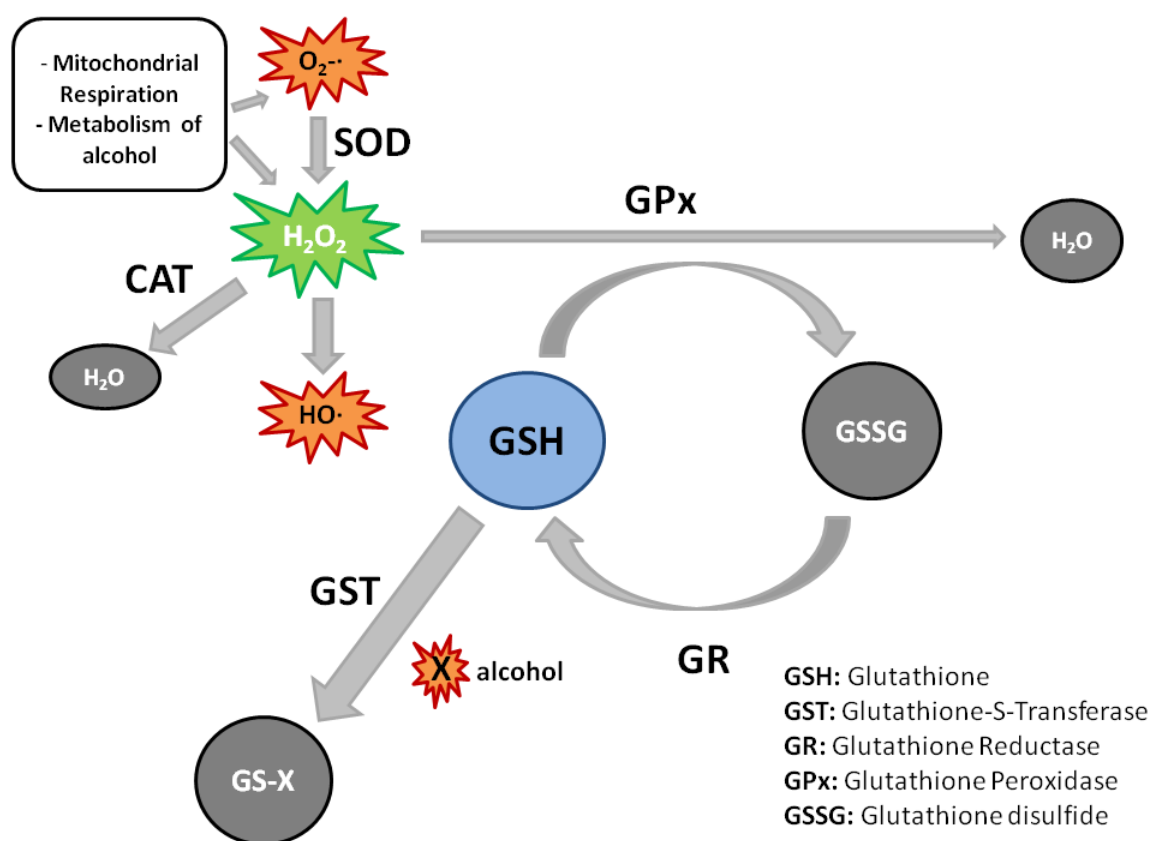 - Mitochondrial
Respiration
- Metabolism of
alcohol
O₂-·
SOD
H₂O₂
GPx
H₂O
CAT
H₂O
HO·
GSH
GSSG
GST
X alcohol
GR
GS-X
GSH: Glutathione
GST: Glutathione-S-Transferase
GR: Glutathione Reductase
GPx: Glutathione Peroxidase
GSSG: Glutathione disulfide